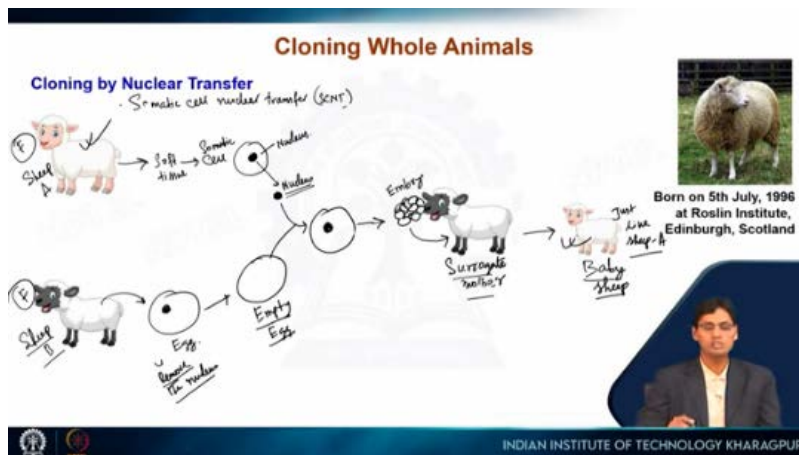 Cloning Whole Animals
Cloning by Nuclear Transfer
. Somatic cell nuclear transfer (SCNT)
F
Sheep
A
Soft
tissue
Somatic
cell
Nucleus
Nucleus
Embryo
Surrogate
mother
Just
like
sheep-A
Baby
sheep
Born on 5th July, 1996
at Roslin Institute,
Edinburgh, Scotland
F
Sheep
B
Egg.
Remove
the nucleus
Empty
Egg
INDIAN INSTITUTE OF TECHNOLOGY KHARAGPUR